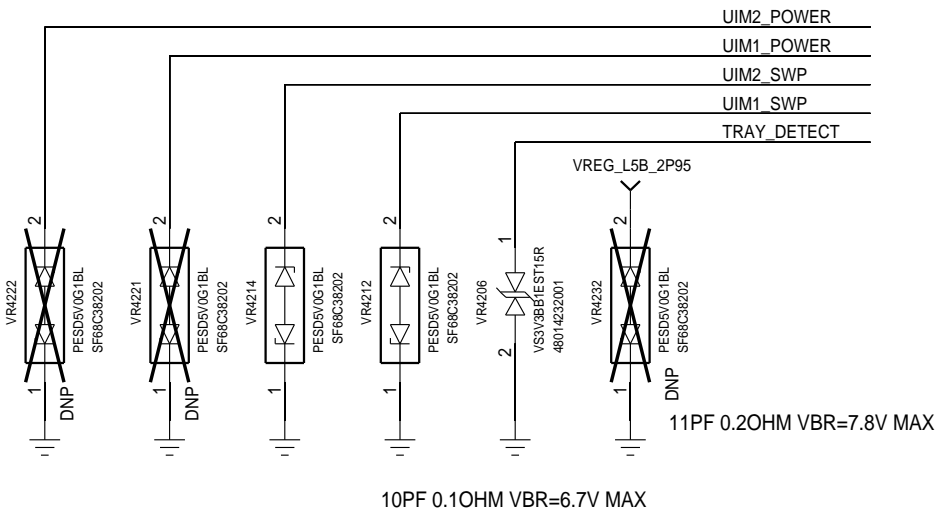 UIM2_POWER
UIM1_POWER
UIM2_SWP
UIM1_SWP
TRAY_DETECT
VREG_L5B_2P95
2
2
2
2
1
2
VR4222
PESD5V0G1BL
SF68C38202
VR4221
PESD5V0G1BL
SF68C38202
VR4214
PESD5V0G1BL
SF68C38202
VR4212
PESD5V0G1BL
SF68C38202
VR4206
VS3V3BB1EST15R
48014232001
VR4232
PESD5V0G1BL
SF68C38202
1
DNP
1
DNP
1
1
2
1
DNP
11PF 0.2OHM VBR=7.8V MAX
10PF 0.1OHM VBR=6.7V MAX